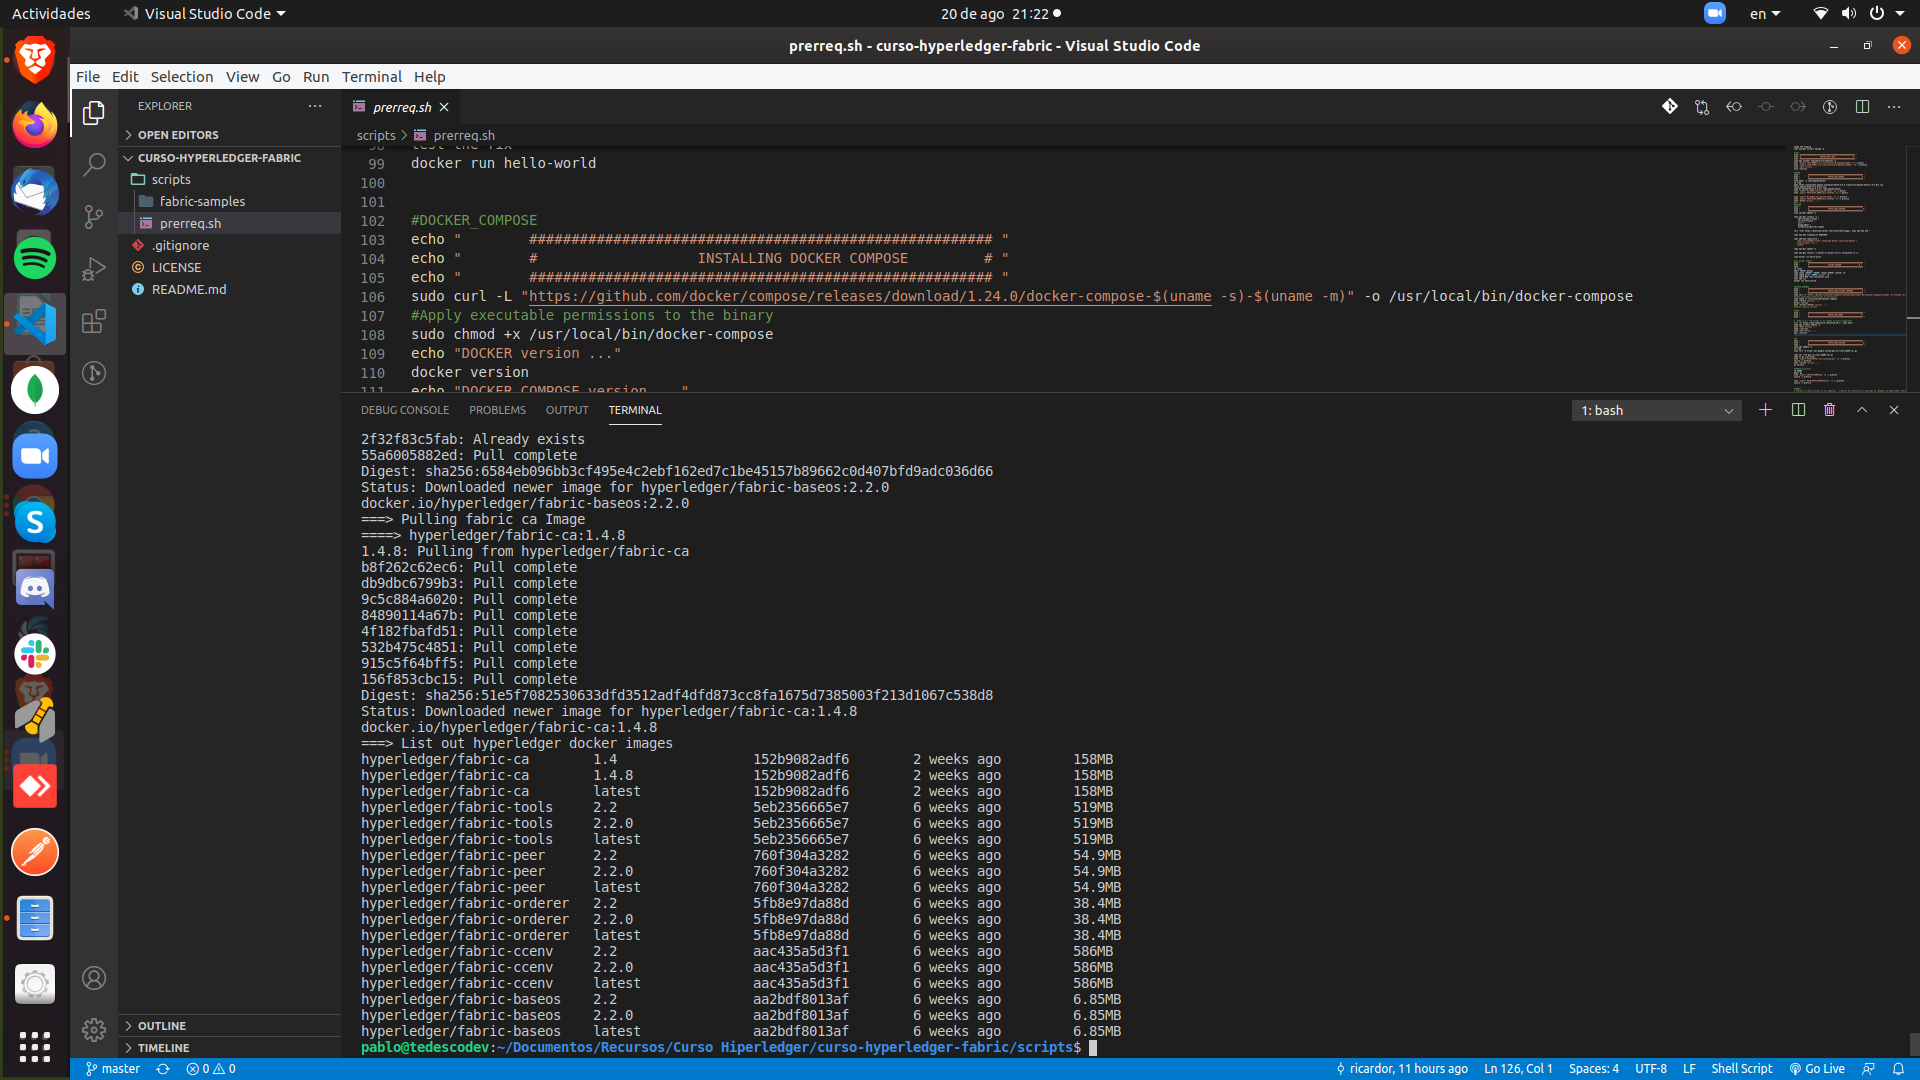 Actividades
Visual Studio Code
20 de ago 21:22
en
prerreq.sh - curso-hyperledger-fabric - Visual Studio Code
File Edit Selection View Go Run Terminal Help
EXPLORER
OPEN EDITORS
CURSO-HYPERLEDGER-FABRIC
scripts
fabric-samples
prerreq.sh
.gitignore
LICENSE
README.md
OUTLINE
TIMELINE
prerreq.sh
scripts > prerreq.sh
98 test the fix
99 docker run hello-world
100
101
102 #DOCKER_COMPOSE
103 echo "        ####################################################### "
104 echo "        #                   INSTALLING DOCKER COMPOSE         # "
105 echo "        ####################################################### "
106 sudo curl -L "https://github.com/docker/compose/releases/download/1.24.0/docker-compose-$(uname -s)-$(uname -m)" -o /usr/local/bin/docker-compose
107 #Apply executable permissions to the binary
108 sudo chmod +x /usr/local/bin/docker-compose
109 echo "DOCKER version ..."
110 docker version
111 echo "DOCKER COMPOSE version ..."
DEBUG CONSOLE PROBLEMS OUTPUT TERMINAL
1: bash
2f32f83c5fab: Already exists
55a6005882ed: Pull complete
Digest: sha256:6584eb096bb3cf495e4c2ebf162ed7c1be45157b89662c0d407bfd9adc036d66
Status: Downloaded newer image for hyperledger/fabric-baseos:2.2.0
docker.io/hyperledger/fabric-baseos:2.2.0
===> Pulling fabric ca Image
====> hyperledger/fabric-ca:1.4.8
1.4.8: Pulling from hyperledger/fabric-ca
b8f262c62ec6: Pull complete
db9dbc6799b3: Pull complete
9c5c884a6020: Pull complete
84890114a67b: Pull complete
4f182fbafd51: Pull complete
532b475c4851: Pull complete
915c5f64bff5: Pull complete
156f853cbc15: Pull complete
Digest: sha256:51e5f7082530633dfd3512adf4dfd873cc8fa1675d7385003f213d1067c538d8
Status: Downloaded newer image for hyperledger/fabric-ca:1.4.8
docker.io/hyperledger/fabric-ca:1.4.8
===> List out hyperledger docker images
hyperledger/fabric-ca 1.4 152b9082adf6 2 weeks ago 158MB
hyperledger/fabric-ca 1.4.8 152b9082adf6 2 weeks ago 158MB
hyperledger/fabric-ca latest 152b9082adf6 2 weeks ago 158MB
hyperledger/fabric-tools 2.2 5eb2356665e7 6 weeks ago 519MB
hyperledger/fabric-tools 2.2.0 5eb2356665e7 6 weeks ago 519MB
hyperledger/fabric-tools latest 5eb2356665e7 6 weeks ago 519MB
hyperledger/fabric-peer 2.2 760f304a3282 6 weeks ago 54.9MB
hyperledger/fabric-peer 2.2.0 760f304a3282 6 weeks ago 54.9MB
hyperledger/fabric-peer latest 760f304a3282 6 weeks ago 54.9MB
hyperledger/fabric-orderer 2.2 5fb8e97da88d 6 weeks ago 38.4MB
hyperledger/fabric-orderer 2.2.0 5fb8e97da88d 6 weeks ago 38.4MB
hyperledger/fabric-orderer latest 5fb8e97da88d 6 weeks ago 38.4MB
hyperledger/fabric-ccenv 2.2 aac435a5d3f1 6 weeks ago 586MB
hyperledger/fabric-ccenv 2.2.0 aac435a5d3f1 6 weeks ago 586MB
hyperledger/fabric-ccenv latest aac435a5d3f1 6 weeks ago 586MB
hyperledger/fabric-baseos 2.2 aa2bdf8013af 6 weeks ago 6.85MB
hyperledger/fabric-baseos 2.2.0 aa2bdf8013af 6 weeks ago 6.85MB
hyperledger/fabric-baseos latest aa2bdf8013af 6 weeks ago 6.85MB
pablo@tedescodev:~/Documentos/Recursos/Curso Hiperledger/curso-hyperledger-fabric/scripts$
master 0 0 ricardor, 11 hours ago Ln 126, Col 1 Spaces: 4 UTF-8 LF Shell Script Go Live